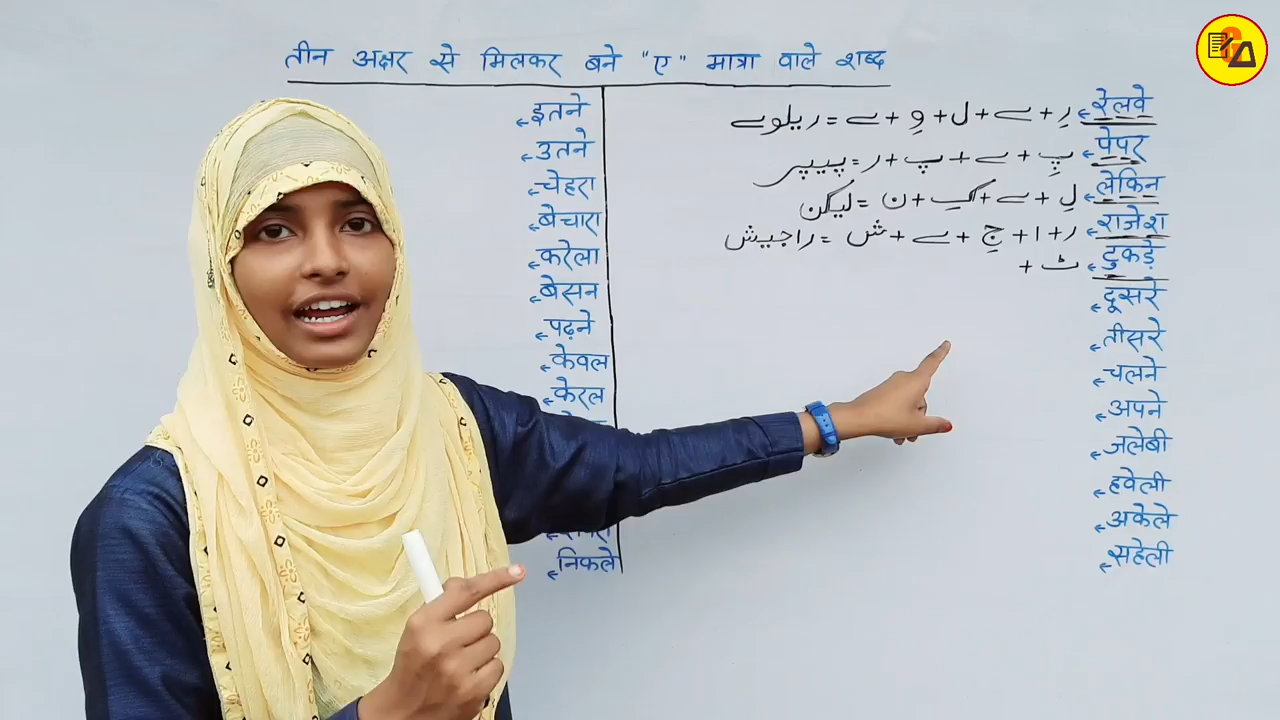 तीन अक्षर से मिलकर बने "ए" मात्रा वाले शब्द
रेलवे ← رِ + ے + ل + وِ + ے = ریلوے
पेपर ← پِ + ے + پ + ر = پیپر
लेकिन ← لِ + ے + کِ + ن = لیکن
राजेश ← ر + ا + جِ + ے + ش = راجیش
टुकड़े ← ٹ +
दूसरे ←
तीसरे ←
चलने ←
अपने ←
जलेबी ←
हवेली ←
अकेले ←
सहेली ←
इतने ←
उतने ←
चेहरा ←
बेचारा ←
करेला ←
बेसन ←
पढ़ने ←
केवल ←
केरल ←
निकले ←